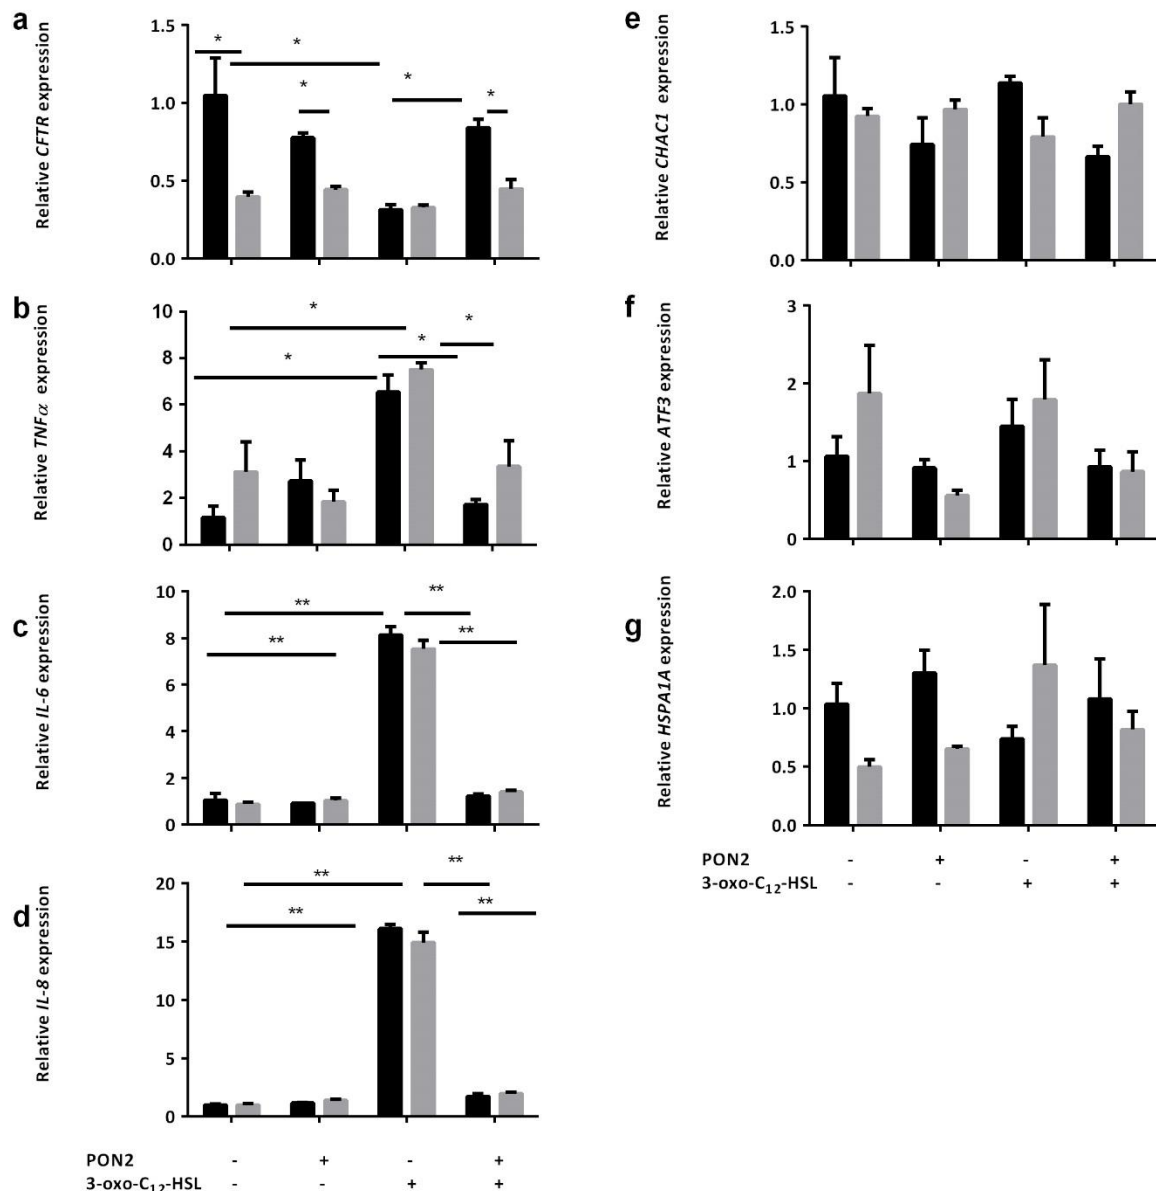 a
Relative CFTR expression
1.5
1.0
0.5
0.0
*
*
*
*
*
b
Relative TNFα expression
10
8
6
4
2
0
*
*
*
*
c
Relative IL-6 expression
10
8
6
4
2
0
**
**
**
**
d
Relative IL-8 expression
20
15
10
5
0
**
**
**
**
PON2 - + - +
3-oxo-C₁₂-HSL - - + +
e
Relative CHAC1 expression
1.5
1.0
0.5
0.0
f
Relative ATF3 expression
3
2
1
0
g
Relative HSPA1A expression
2.0
1.5
1.0
0.5
0.0
PON2 - + - +
3-oxo-C₁₂-HSL - - + +